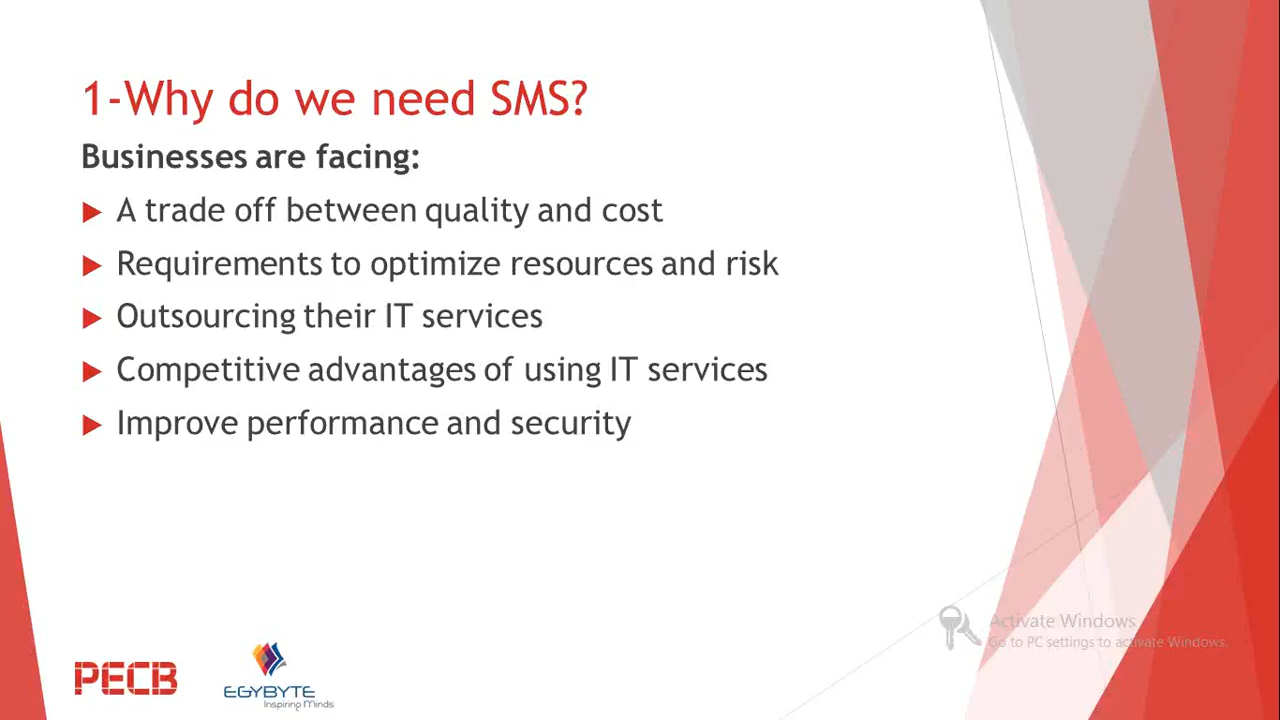 1-Why do we need SMS?
Businesses are facing:
A trade off between quality and cost
Requirements to optimize resources and risk
Outsourcing their IT services
Competitive advantages of using IT services
Improve performance and security
Activate Windows
Go to PC settings to activate Windows.
PECB
EGYBYTE
Inspiring Minds